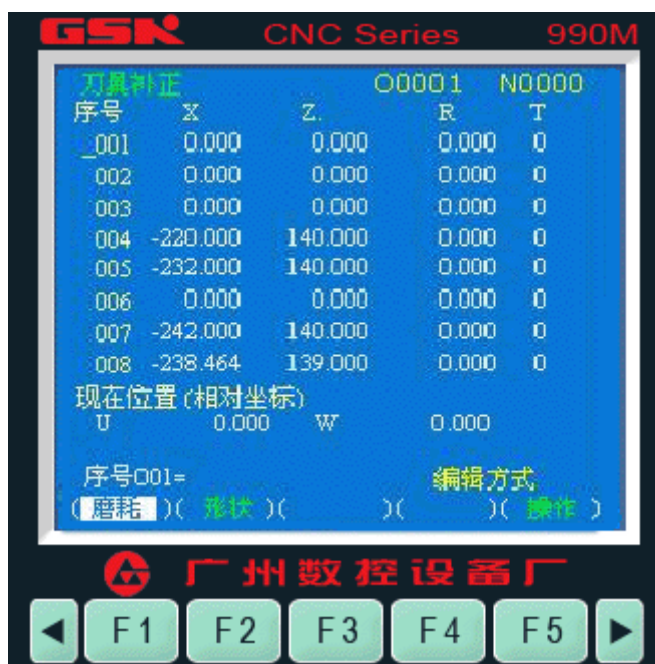 GSK CNC Series 990M
刀具补正 O0001 N0000
序号 X Z. R T
_001 0.000 0.000 0.000 0
002 0.000 0.000 0.000 0
003 0.000 0.000 0.000 0
004 -220.000 140.000 0.000 0
005 -232.000 140.000 0.000 0
006 0.000 0.000 0.000 0
007 -242.000 140.000 0.000 0
008 -238.464 139.000 0.000 0
现在位置(相对坐标)
U 0.000 W 0.000
序号001= 编辑方式
(磨耗)(形状)( )( )(操作)
广州数控设备厂
F1 F2 F3 F4 F5